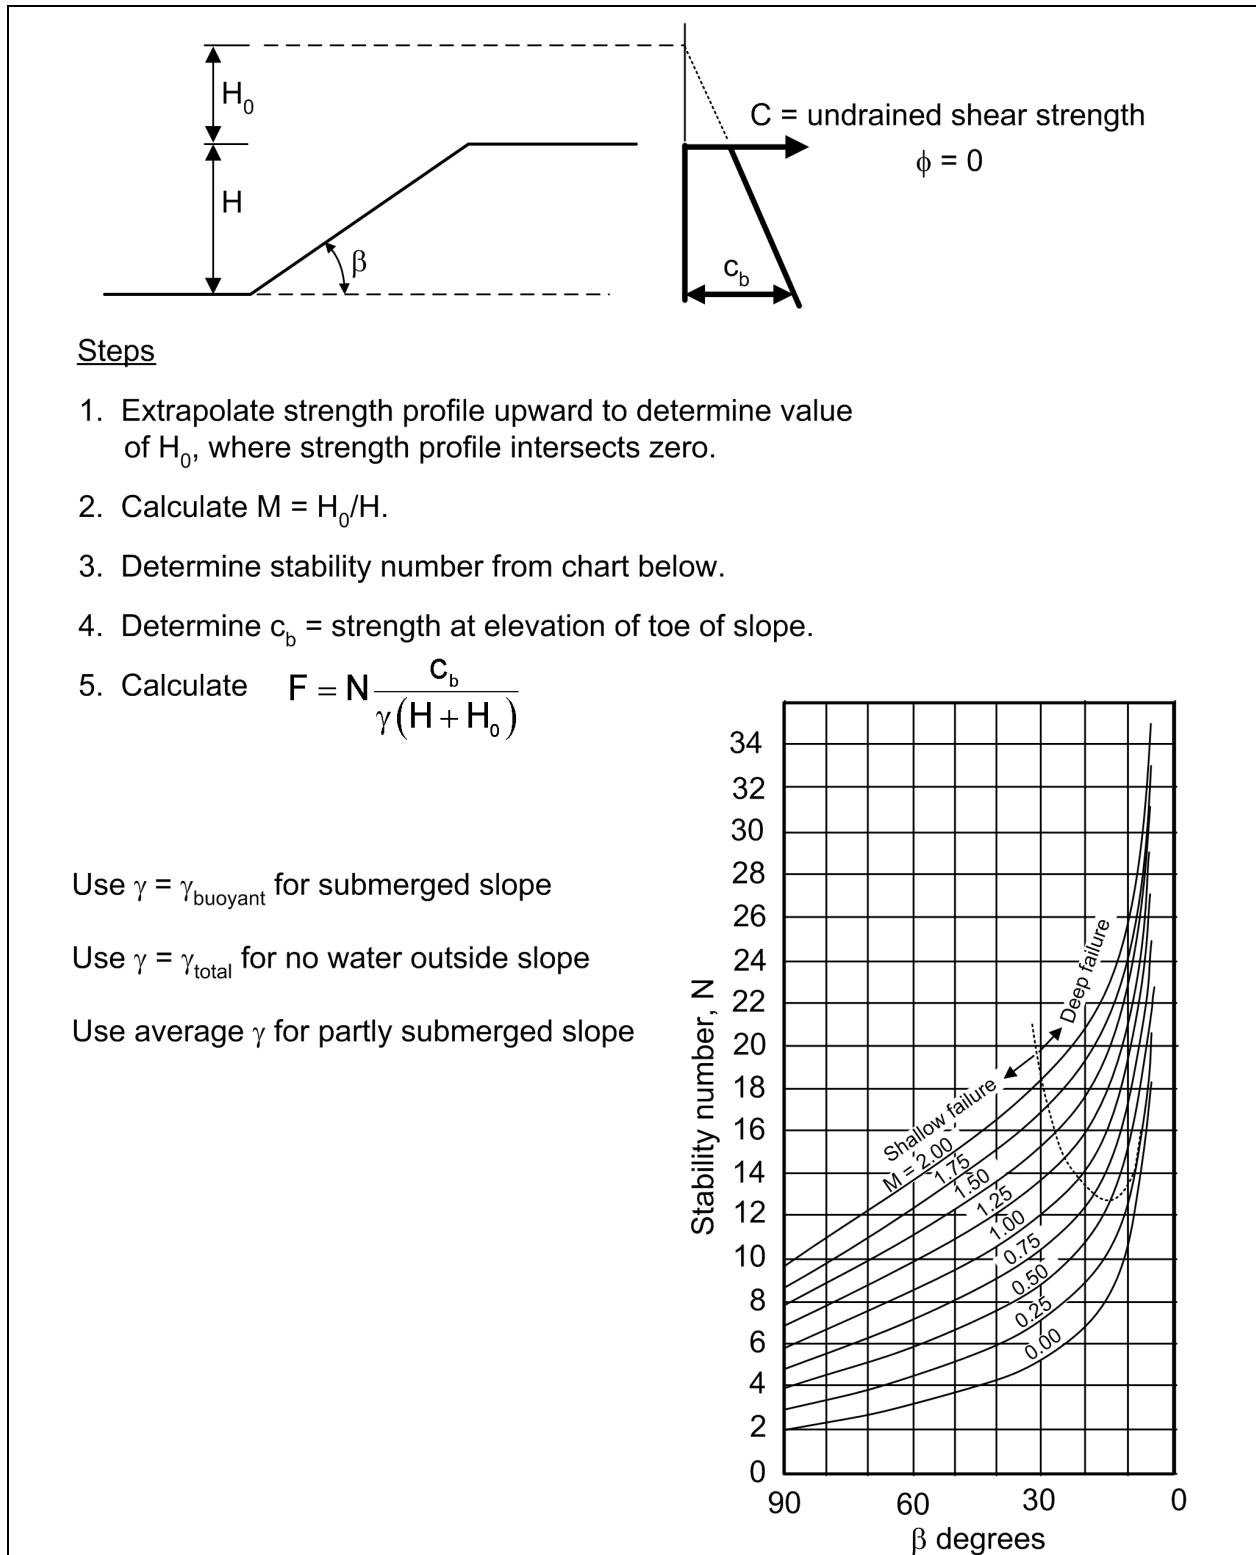 H₀
C = undrained shear strength
ϕ = 0
H
β
c_b
Steps
1. Extrapolate strength profile upward to determine value
of H₀, where strength profile intersects zero.
2. Calculate M = H₀/H.
3. Determine stability number from chart below.
4. Determine c_b = strength at elevation of toe of slope.
5. Calculate F = N c_b / γ(H + H₀)
Use γ = γ_buoyant for submerged slope
Use γ = γ_total for no water outside slope
Use average γ for partly submerged slope
Stability number, N
34
32
30
28
26
24
22
20
18
16
14
12
10
8
6
4
2
0
Deep failure
Shallow failure
M = 2.00
1.75
1.50
1.25
1.00
0.75
0.50
0.25
0.00
90 60 30 0
β degrees